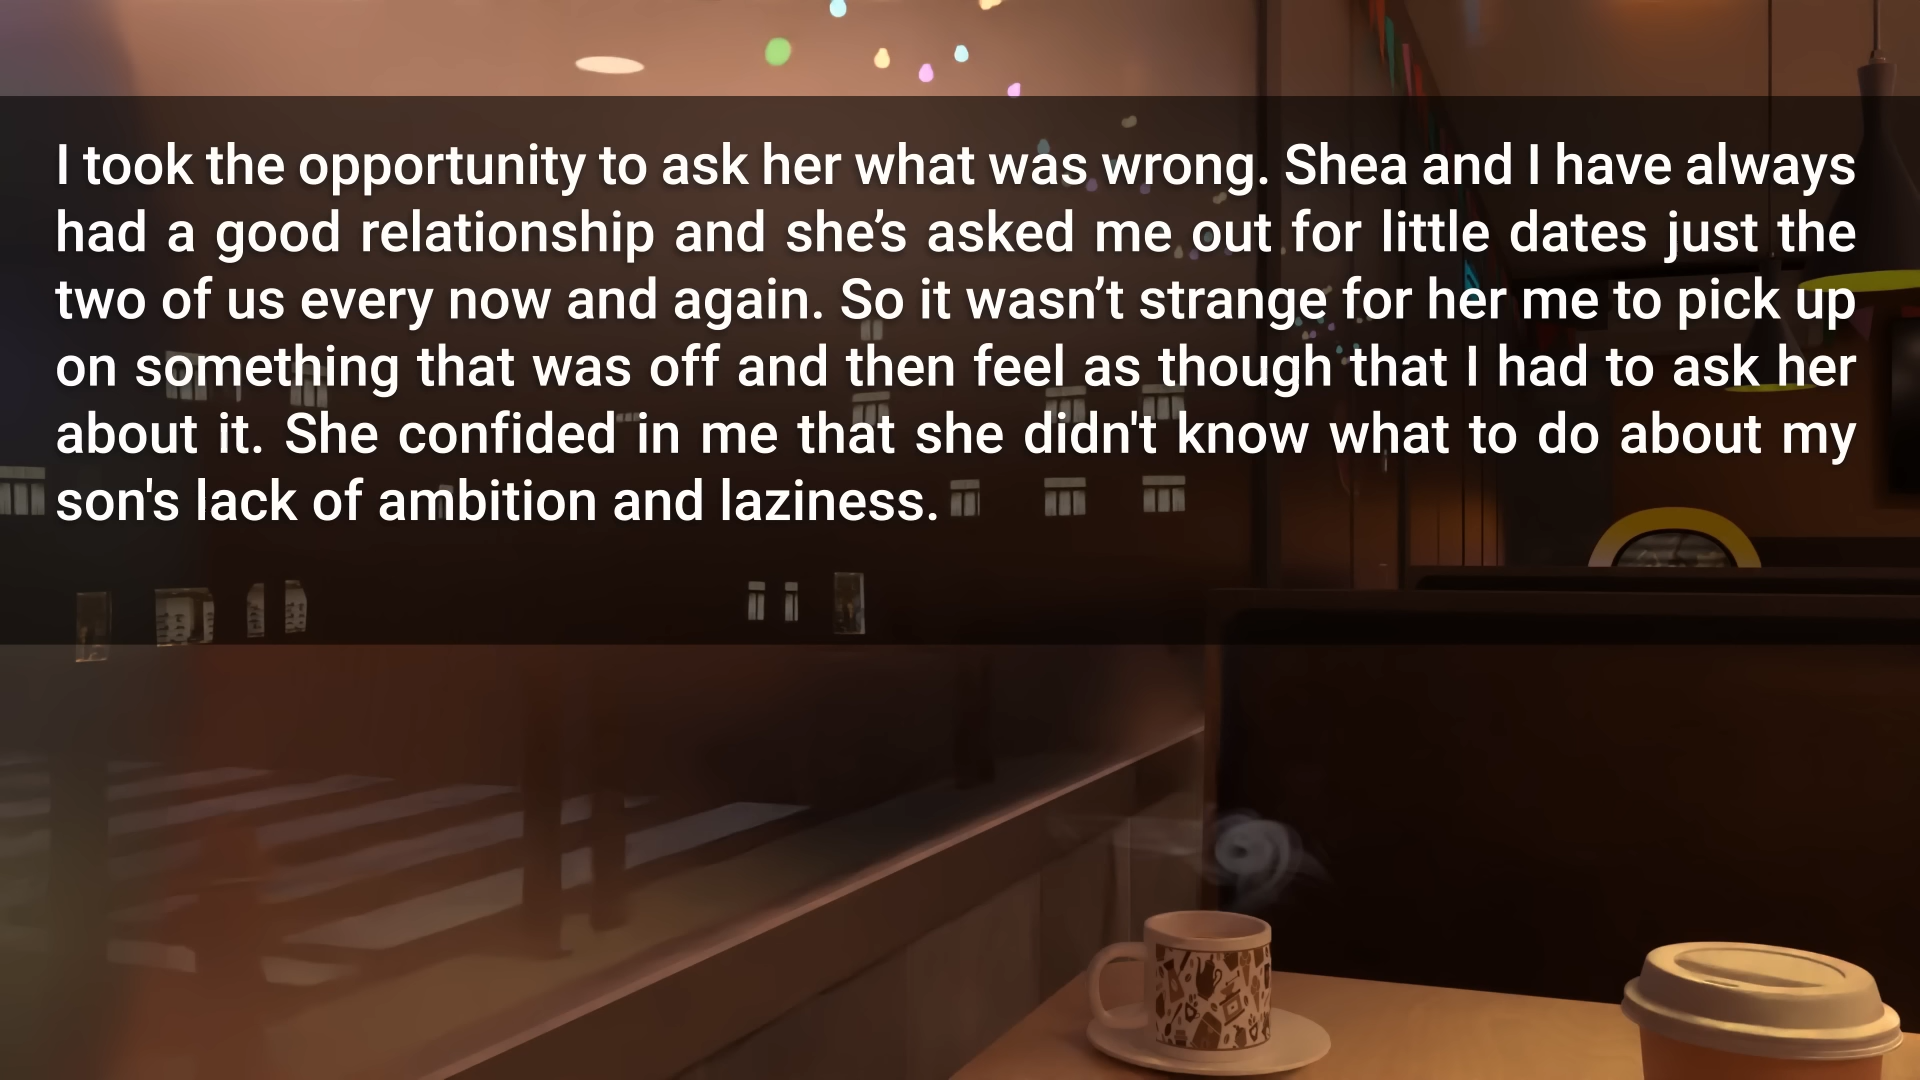 I took the opportunity to ask her what was wrong. Shea and I have always
had a good relationship and she’s asked me out for little dates just the
two of us every now and again. So it wasn’t strange for her me to pick up
on something that was off and then feel as though that I had to ask her
about it. She confided in me that she didn't know what to do about my
son's lack of ambition and laziness.